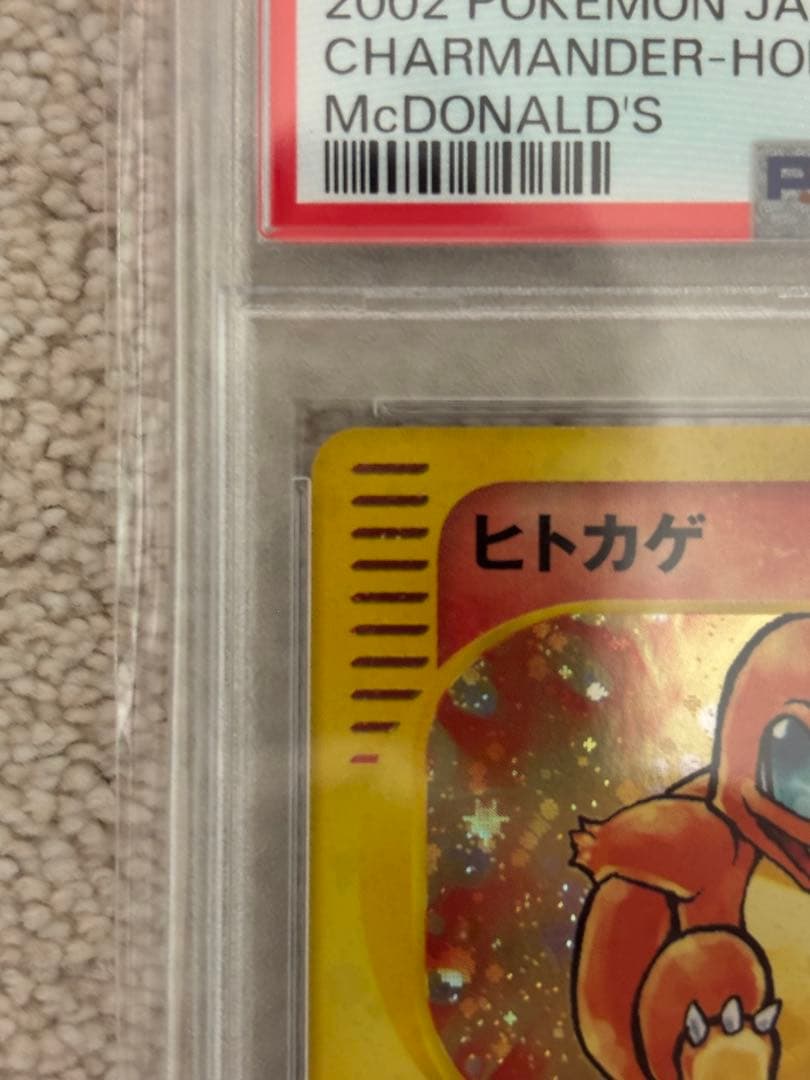 2002 POKEMON JA
CHARMANDER-HO
McDONALD'S
P
ヒトカゲ